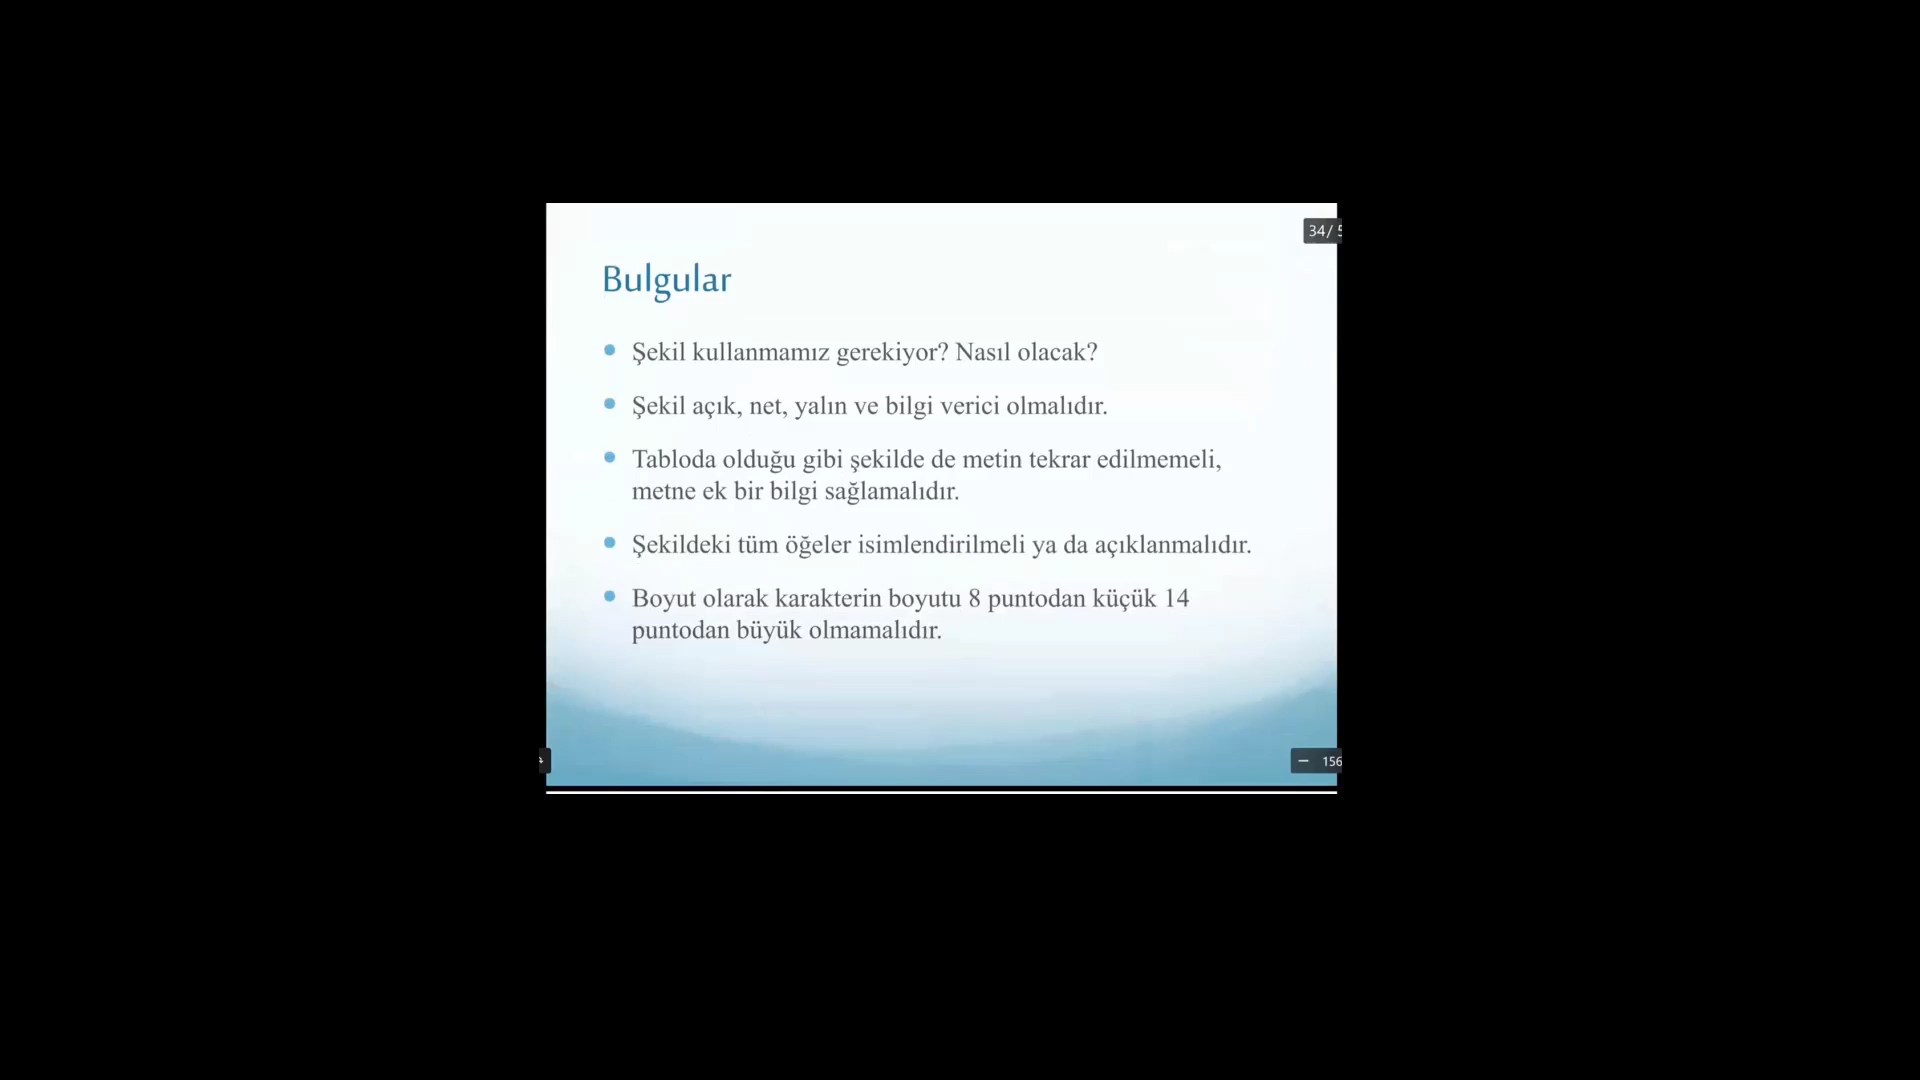 34/ 5
Bulgular
Şekil kullanmamız gerekiyor? Nasıl olacak?
Şekil açık, net, yalın ve bilgi verici olmalıdır.
Tabloda olduğu gibi şekilde de metin tekrar edilmemeli,
metne ek bir bilgi sağlamalıdır.
Şekildeki tüm öğeler isimlendirilmeli ya da açıklanmalıdır.
Boyut olarak karakterin boyutu 8 puntodan küçük 14
puntodan büyük olmamalıdır.
— 156